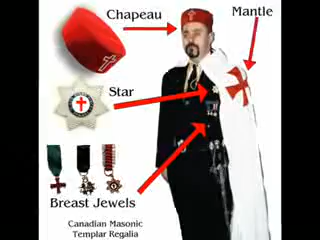 Chapeau
Mantle
Star
Breast Jewels
Canadian Masonic
Templar Regalia